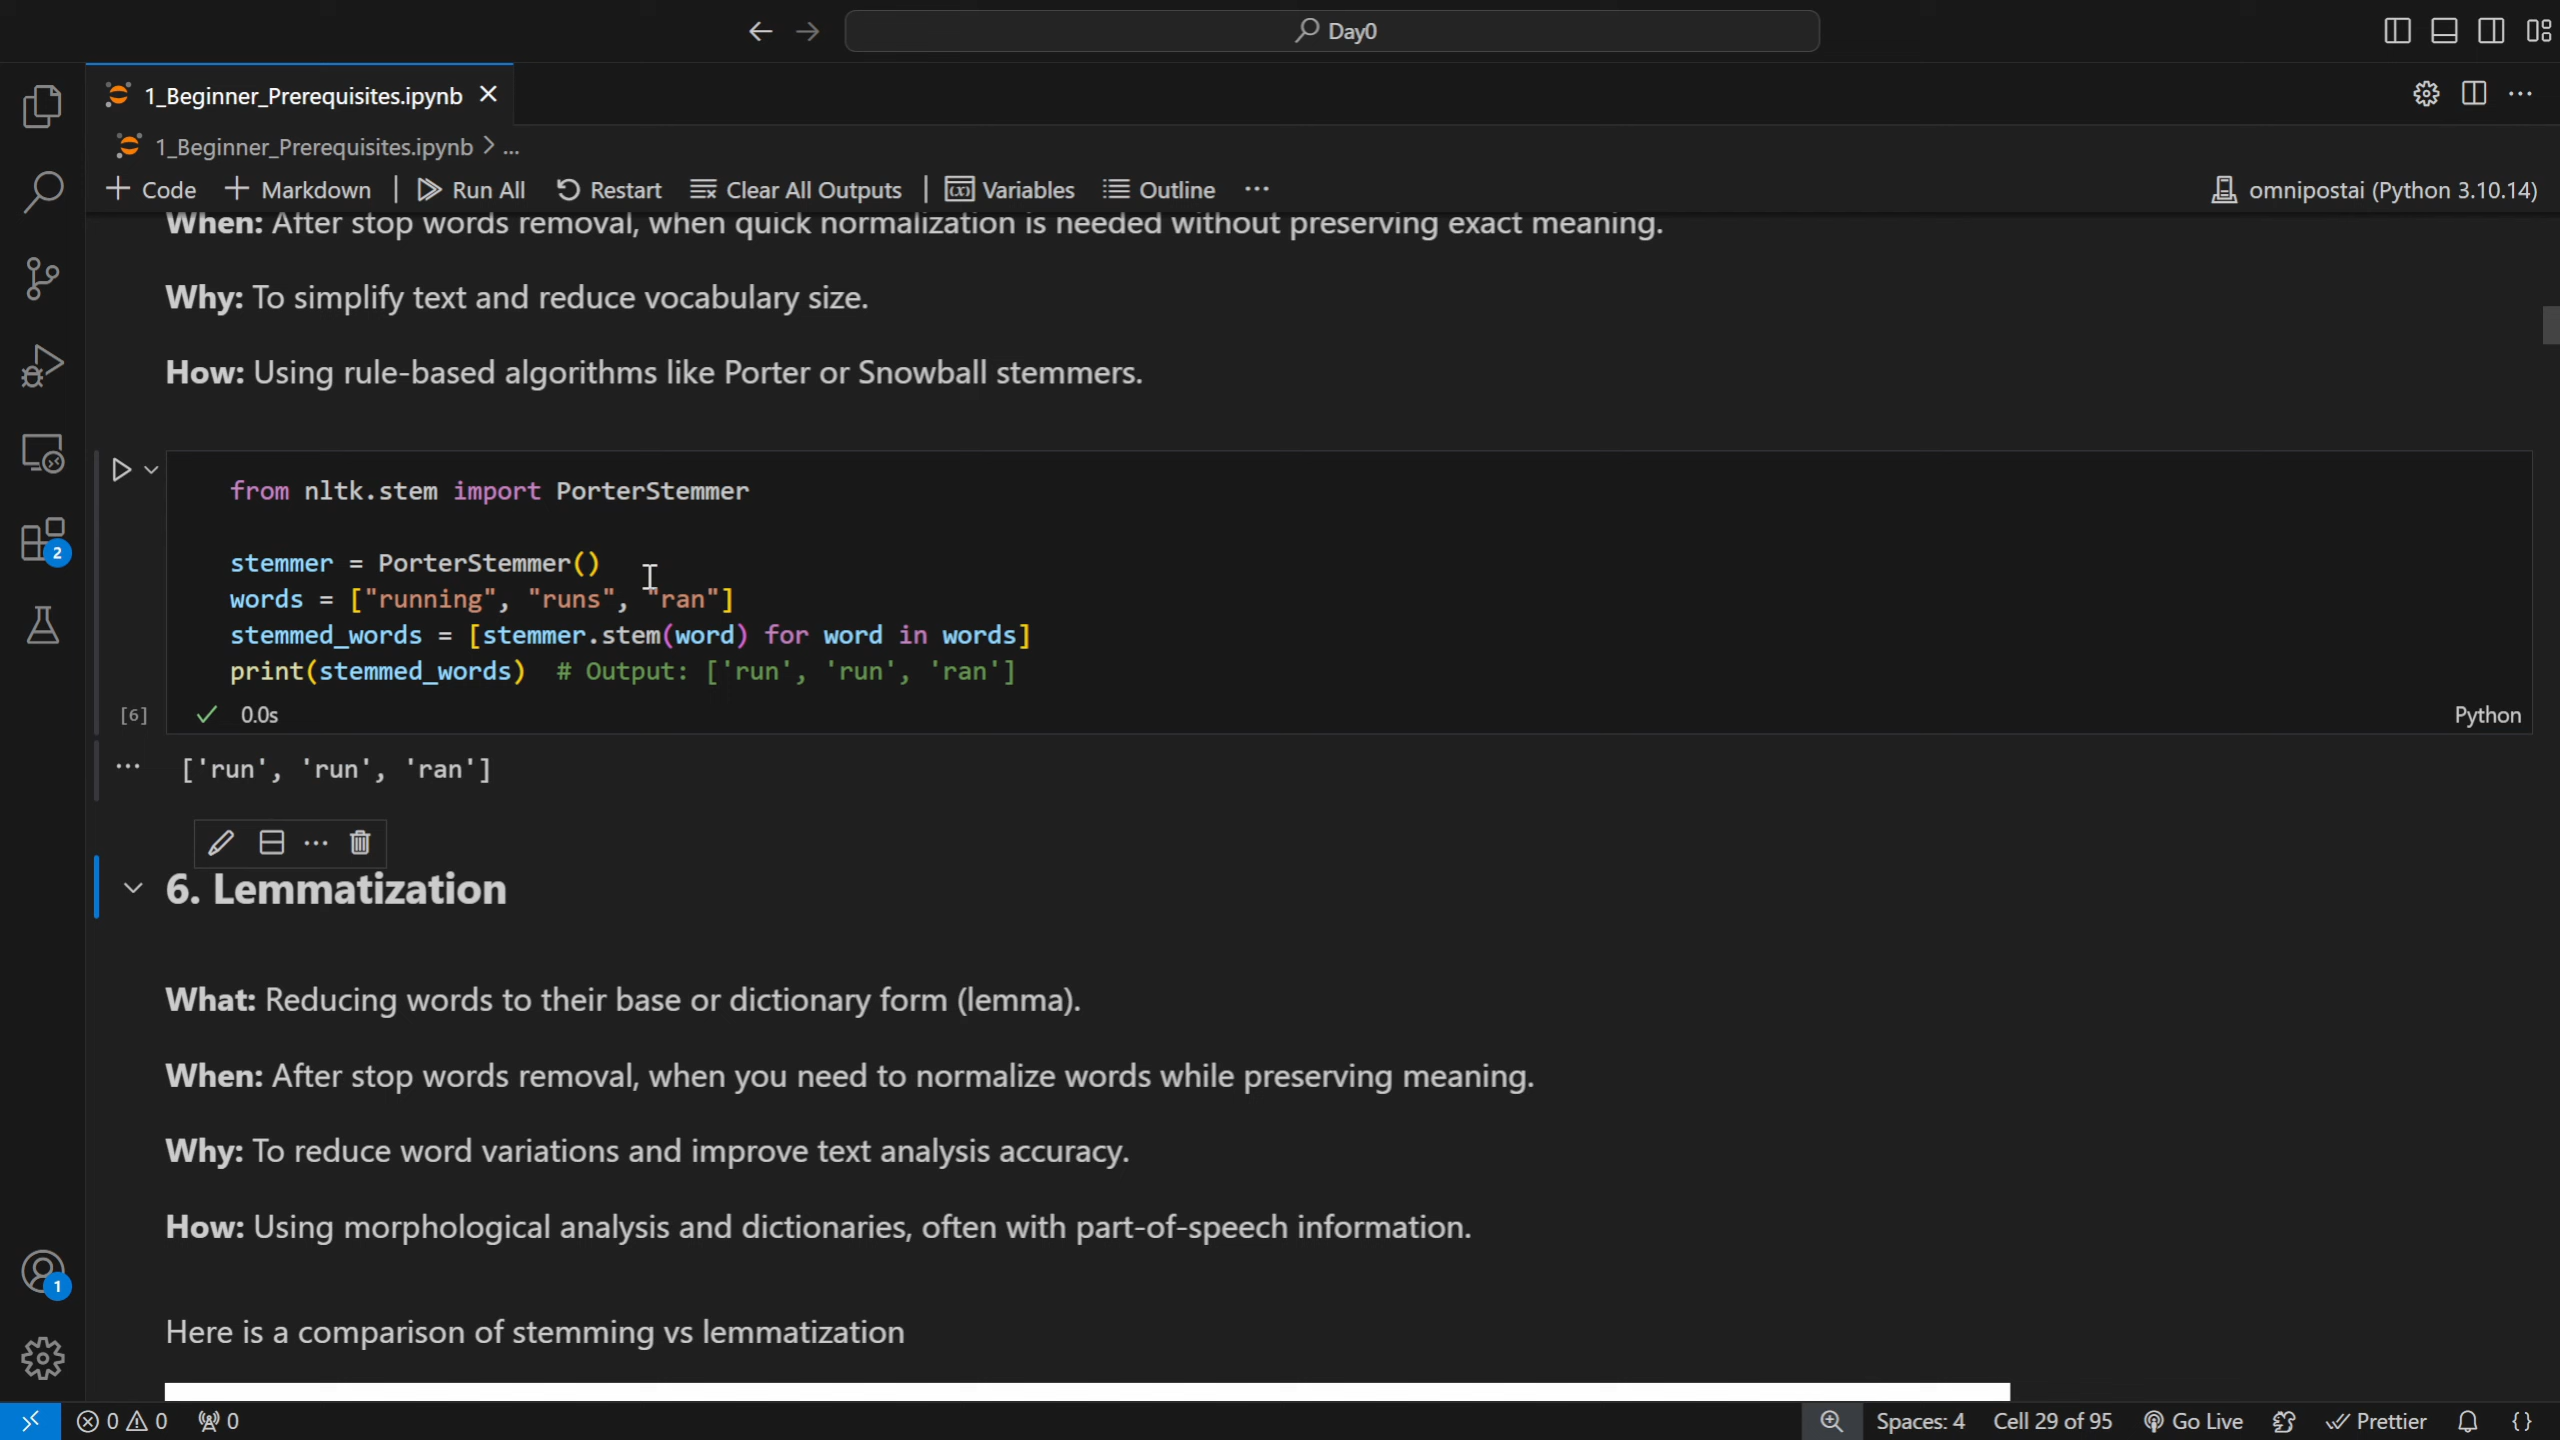 Day0
1_Beginner_Prerequisites.ipynb
1_Beginner_Prerequisites.ipynb > ...
Code
Markdown
Run All
Restart
Clear All Outputs
Variables
Outline
omnipostai (Python 3.10.14)
When: After stop words removal, when quick normalization is needed without preserving exact meaning.
Why: To simplify text and reduce vocabulary size.
How: Using rule-based algorithms like Porter or Snowball stemmers.
from nltk.stem import PorterStemmer
stemmer = PorterStemmer()
words = ["running", "runs", "ran"]
stemmed_words = [stemmer.stem(word) for word in words]
print(stemmed_words)  # Output: ['run', 'run', 'ran']
[6]
0.0s
Python
['run', 'run', 'ran']
6. Lemmatization
What: Reducing words to their base or dictionary form (lemma).
When: After stop words removal, when you need to normalize words while preserving meaning.
Why: To reduce word variations and improve text analysis accuracy.
How: Using morphological analysis and dictionaries, often with part-of-speech information.
Here is a comparison of stemming vs lemmatization
2
1
0
0
0
Spaces: 4
Cell 29 of 95
Go Live
Prettier
{}